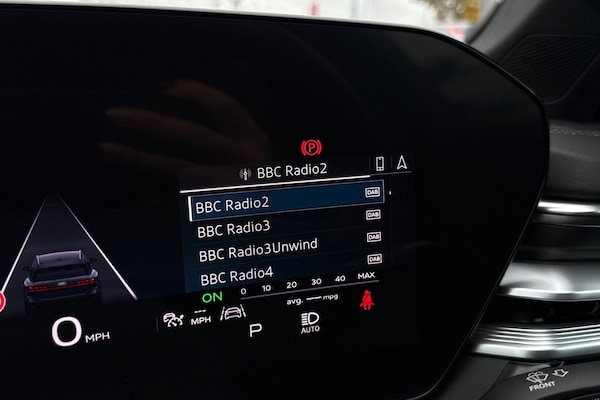 P
BBC Radio2
BBC Radio2 DAB
BBC Radio3 DAB
BBC Radio3Unwind DAB
BBC Radio4 DAB
ON 0 10 20 30 40 MAX
avg. --- mpg
0 MPH
--- MPH
P
AUTO
FRONT